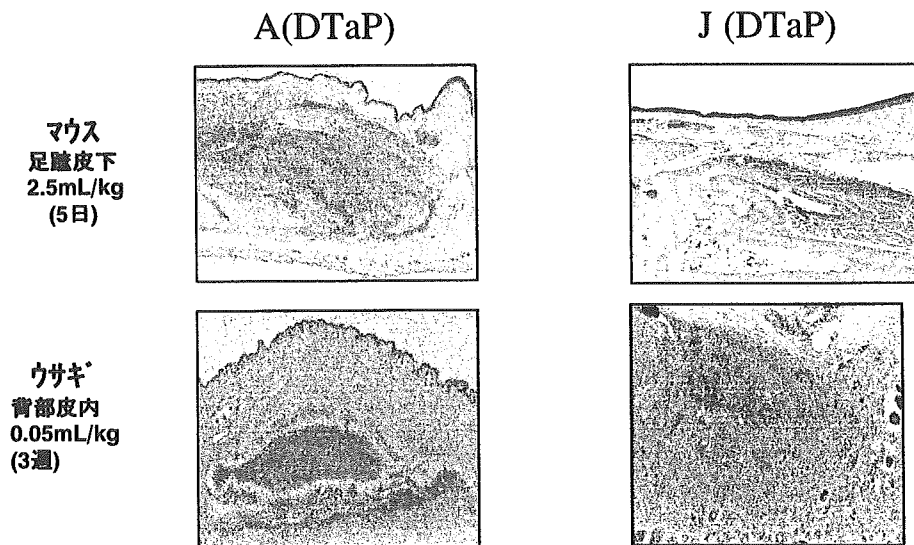 A(DTaP)
J (DTaP)
マウス
足蹠皮下
2.5mL/kg
(5日)
ウサギ
背部皮内
0.05mL/kg
(3週)